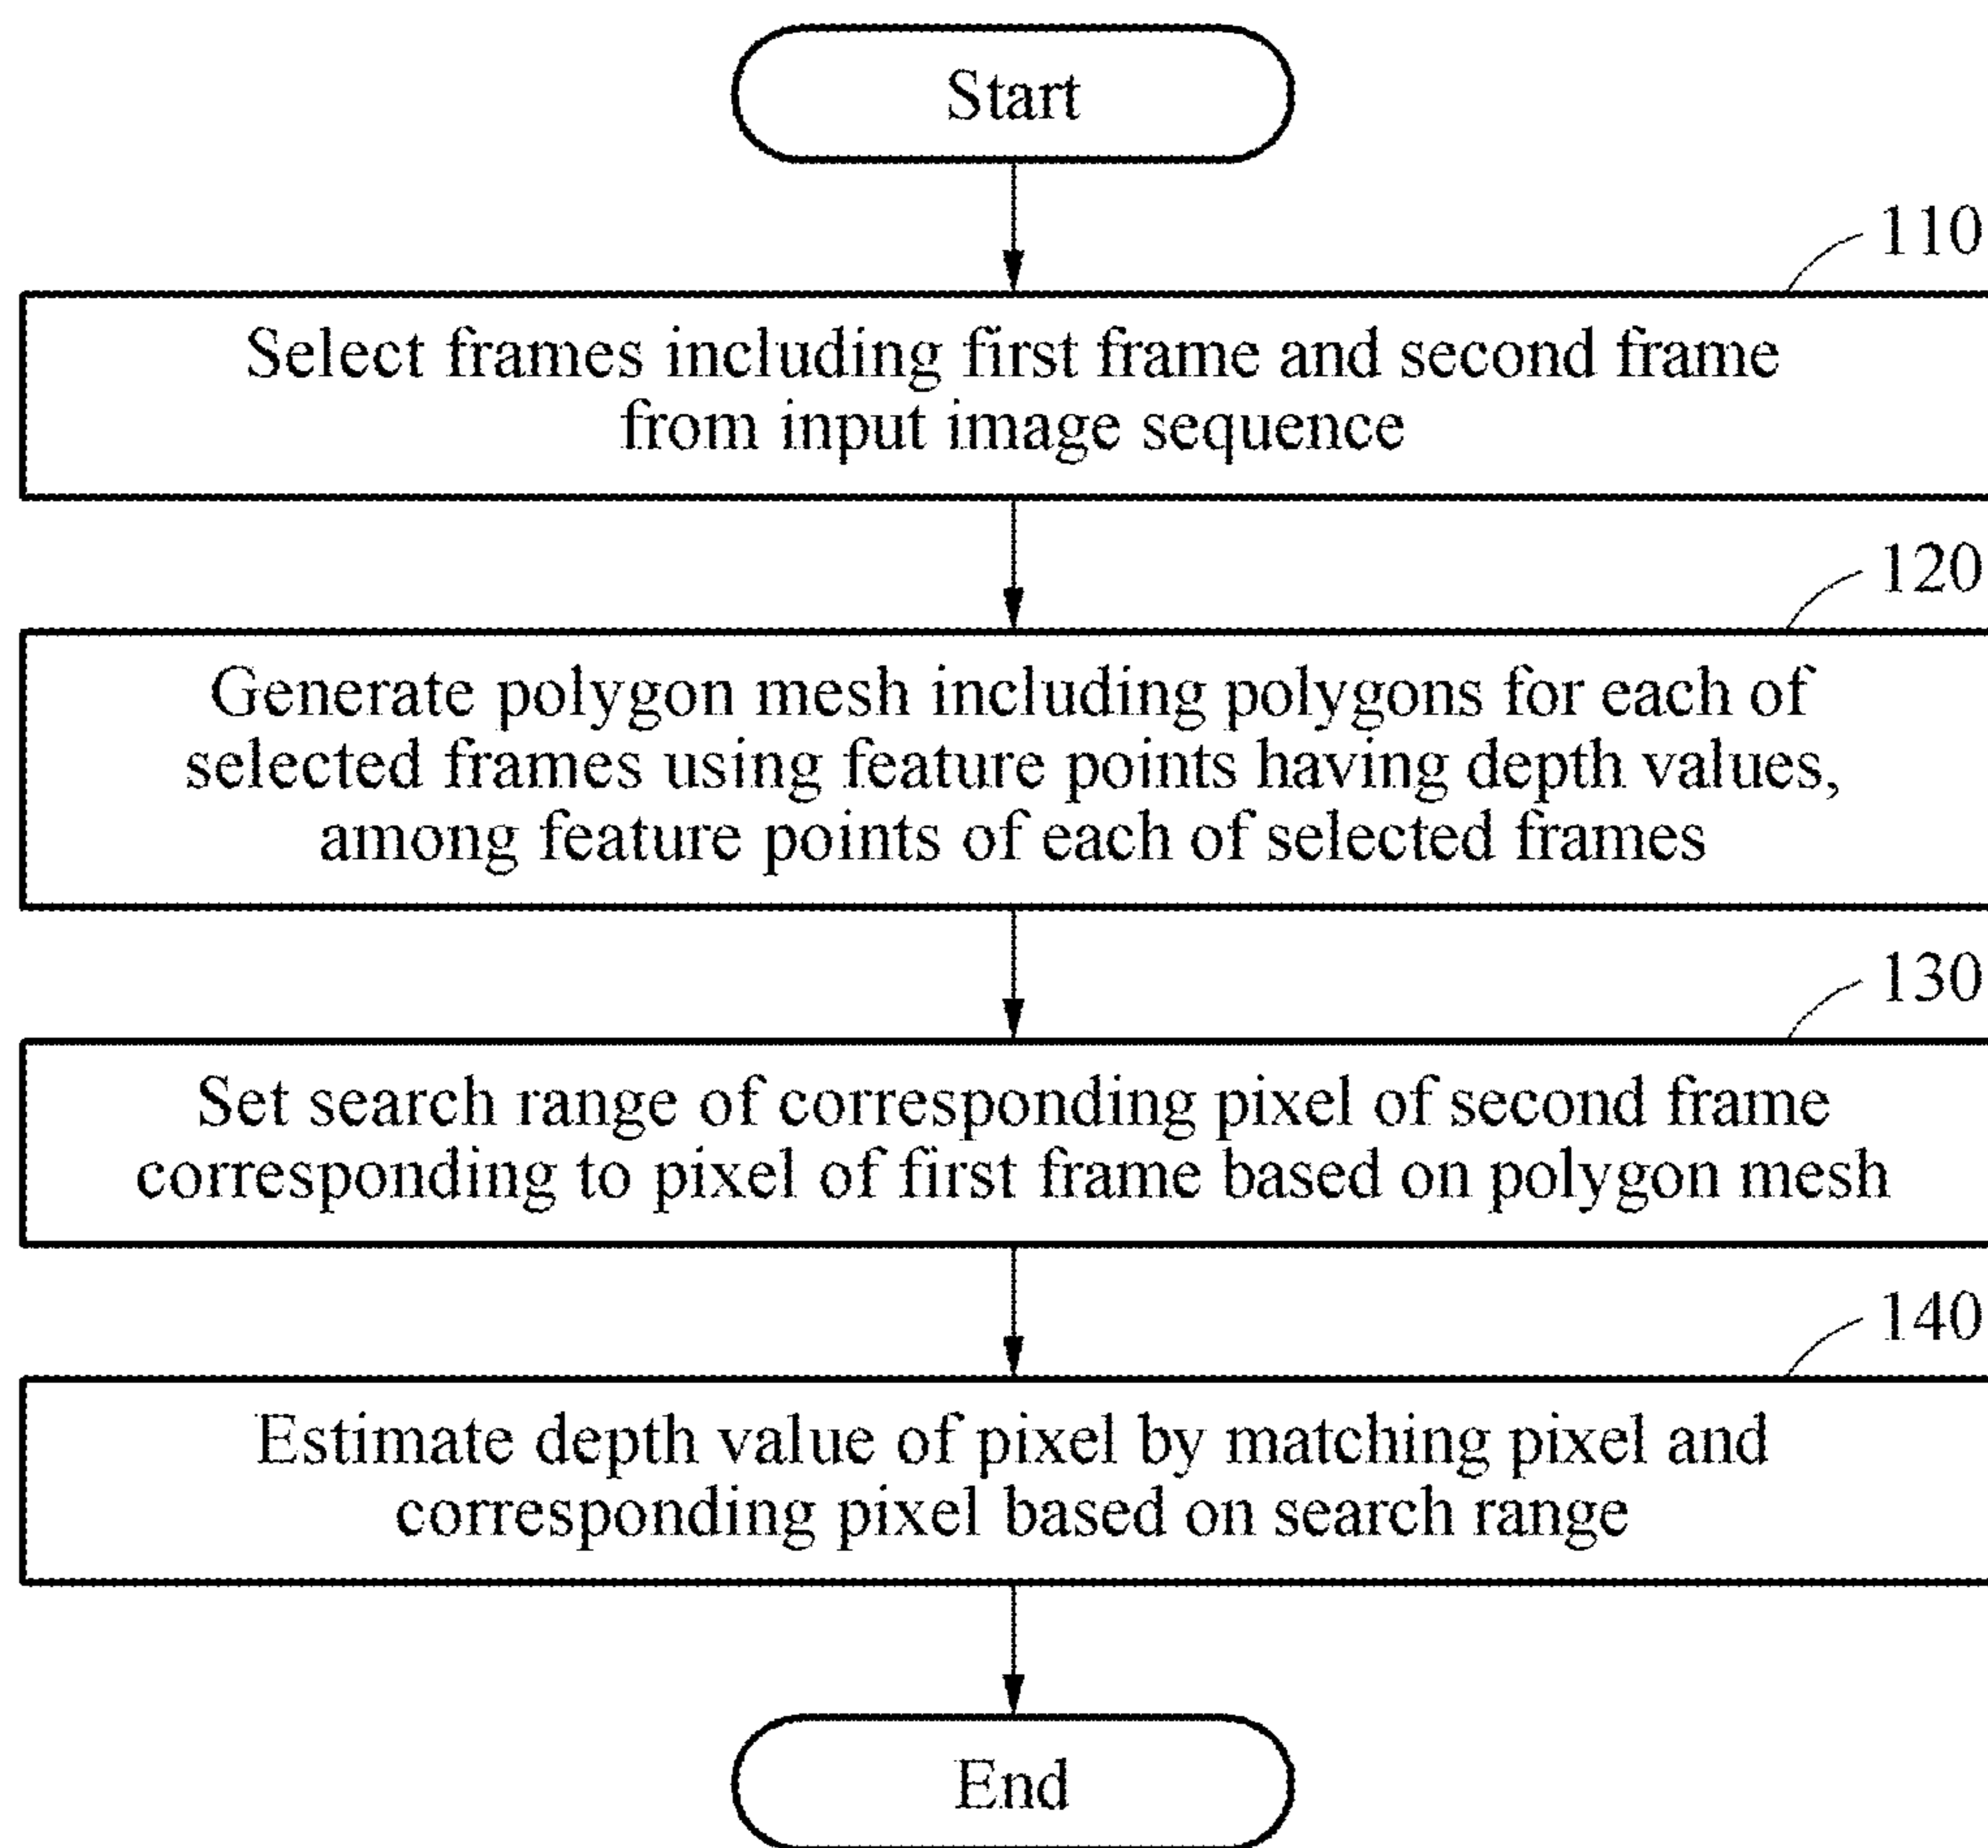 Start
110
Select frames including first frame and second frame
from input image sequence
120
Generate polygon mesh including polygons for each of
selected frames using feature points having depth values,
among feature points of each of selected frames
130
Set search range of corresponding pixel of second frame
corresponding to pixel of first frame based on polygon mesh
140
Estimate depth value of pixel by matching pixel and
corresponding pixel based on search range
End